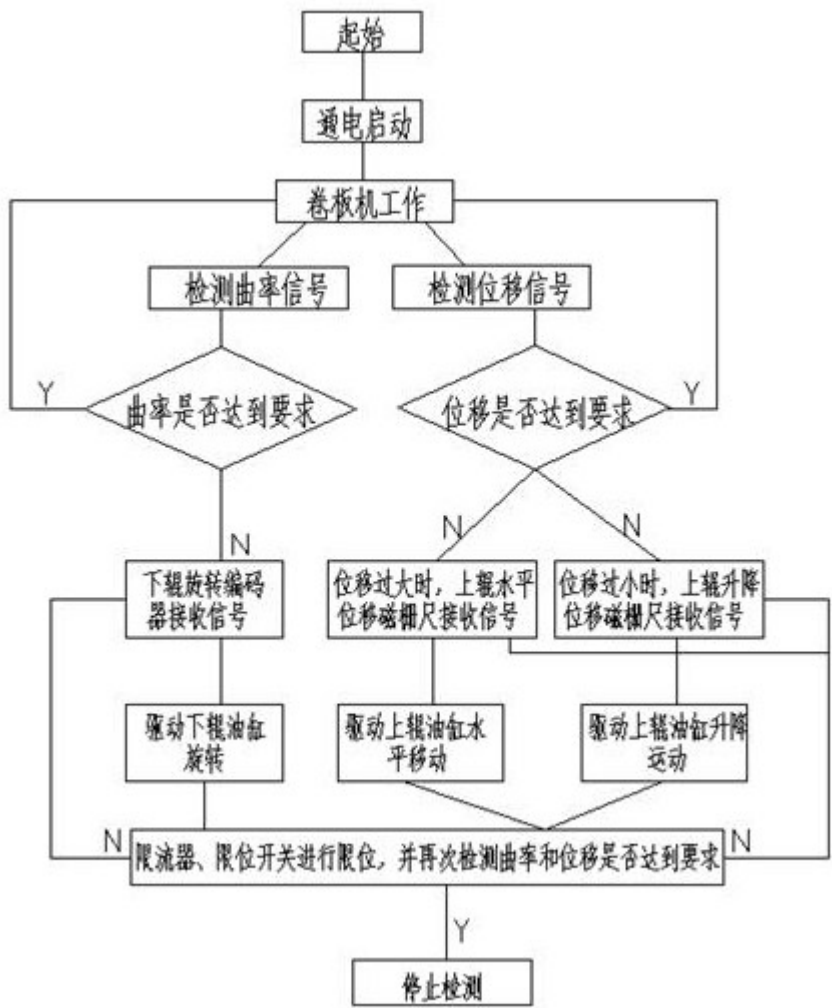 起始
通电启动
卷板机工作
检测曲率信号
检测位移信号
Y
曲率是否达到要求
位移是否达到要求
Y
N
N
N
下辊旋转编码
器接收信号
位移过大时，上辊水平
位移磁栅尺接收信号
位移过小时，上辊升降
位移磁栅尺接收信号
驱动下辊油缸
旋转
驱动上辊油缸水
平移动
驱动上辊油缸升降
运动
N
限流器、限位开关进行限位，并再次检测曲率和位移是否达到要求
N
Y
停止检测